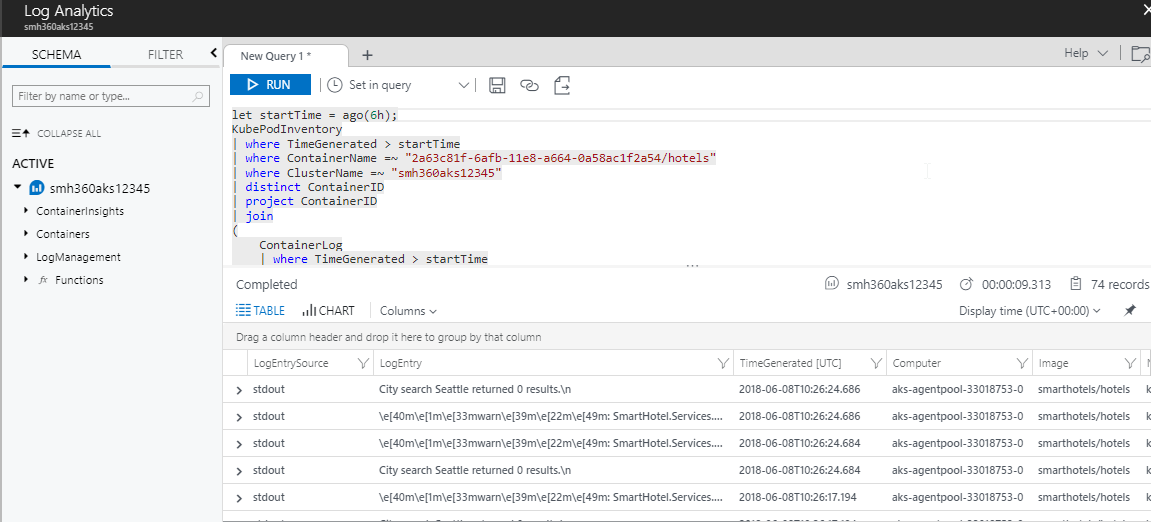 Log Analytics
smh360aks12345
SCHEMA FILTER
Filter by name or type...
COLLAPSE ALL
ACTIVE
smh360aks12345
ContainerInsights
Containers
LogManagement
fx Functions
New Query 1* +
Help
RUN Set in query
let startTime = ago(6h);
KubePodInventory
| where TimeGenerated > startTime
| where ContainerName =~ "2a63c81f-6afb-11e8-a664-0a58ac1f2a54/hotels"
| where ClusterName =~ "smh360aks12345"
| distinct ContainerID
| project ContainerID
| join
(
ContainerLog
| where TimeGenerated > startTime
...
Completed smh360aks12345 00:00:09.313 74 records
TABLE CHART Columns Display time (UTC+00:00)
Drag a column header and drop it here to group by that column
LogEntrySource LogEntry TimeGenerated [UTC] Computer Image
stdout City search Seattle returned 0 results.\n 2018-06-08T10:26:24.686 aks-agentpool-33018753-0 smarthotels/hotels k
stdout \e[40m\e[1m\e[33mwarn\e[39m\e[22m\e[49m: SmartHotel.Services.... 2018-06-08T10:26:24.686 aks-agentpool-33018753-0 smarthotels/hotels k
stdout \e[40m\e[1m\e[33mwarn\e[39m\e[22m\e[49m: SmartHotel.Services.... 2018-06-08T10:26:24.684 aks-agentpool-33018753-0 smarthotels/hotels k
stdout City search Seattle returned 0 results.\n 2018-06-08T10:26:24.684 aks-agentpool-33018753-0 smarthotels/hotels k
stdout \e[40m\e[1m\e[33mwarn\e[39m\e[22m\e[49m: SmartHotel.Services.... 2018-06-08T10:26:17.194 aks-agentpool-33018753-0 smarthotels/hotels k